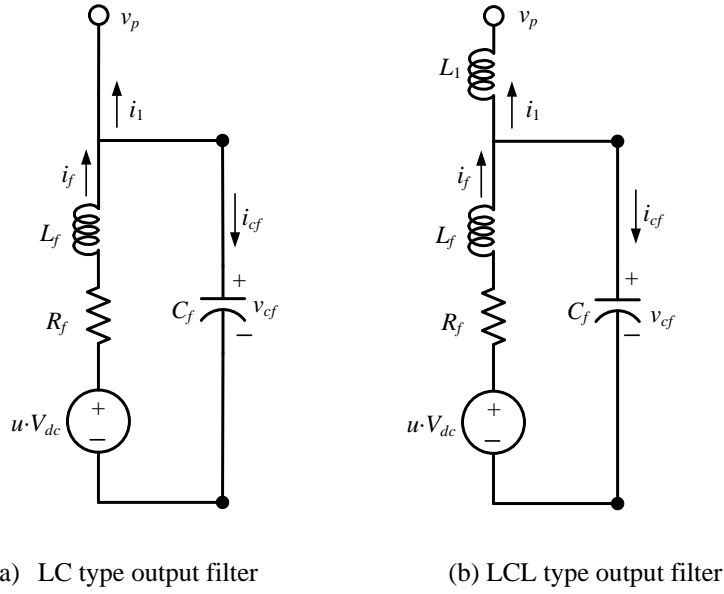 v_p
i_1
i_f
i_cf
L_f
+
C_f
v_cf
−
R_f
+
u·V_dc
−
a) LC type output filter
v_p
L_1
i_1
i_f
i_cf
L_f
+
C_f
v_cf
−
R_f
+
u·V_dc
−
(b) LCL type output filter